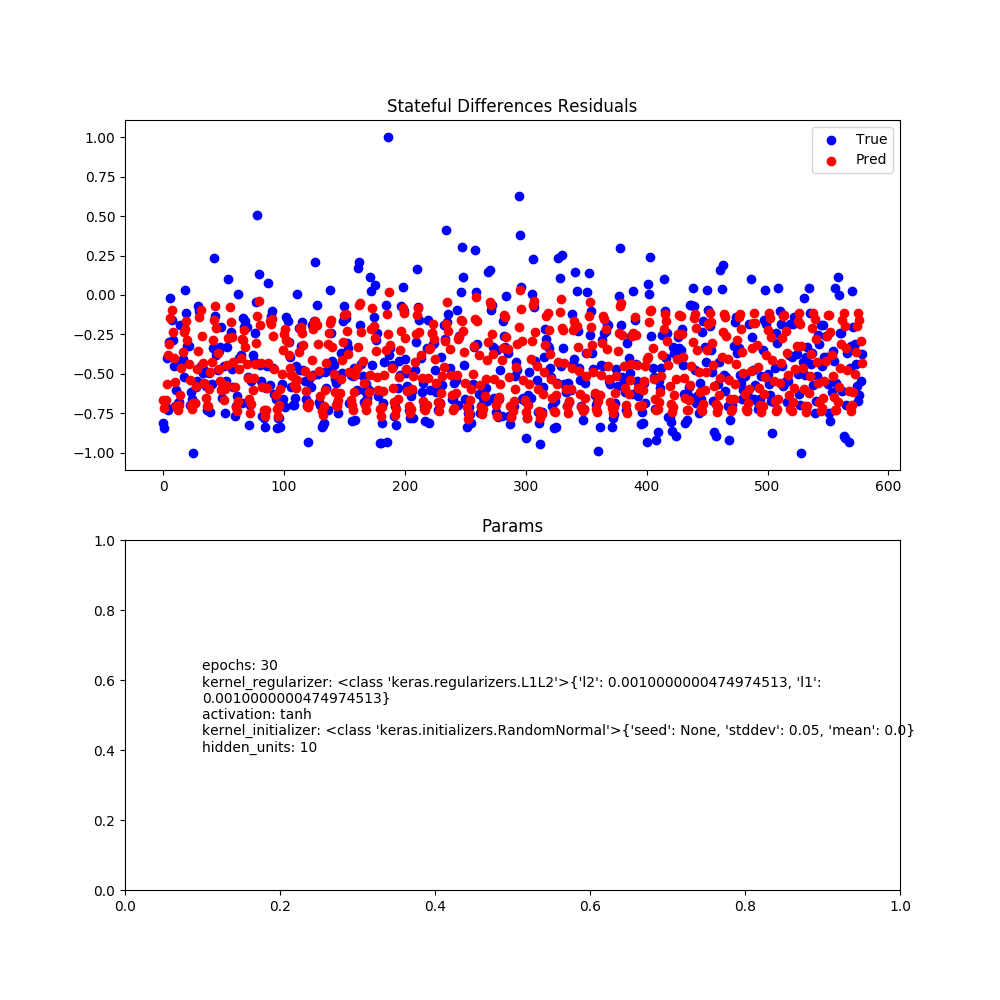 Stateful Differences Residuals
True
Pred
1.00
0.75
0.50
0.25
0.00
−0.25
−0.50
−0.75
−1.00
0 100 200 300 400 500 600
Params
1.0
0.8
0.6
0.4
0.2
0.0
epochs: 30
kernel_regularizer: <class 'keras.regularizers.L1L2'>{'l2': 0.0010000000474974513, 'l1':
0.0010000000474974513}
activation: tanh
kernel_initializer: <class 'keras.initializers.RandomNormal'>{'seed': None, 'stddev': 0.05, 'mean': 0.0}
hidden_units: 10
0.0 0.2 0.4 0.6 0.8 1.0